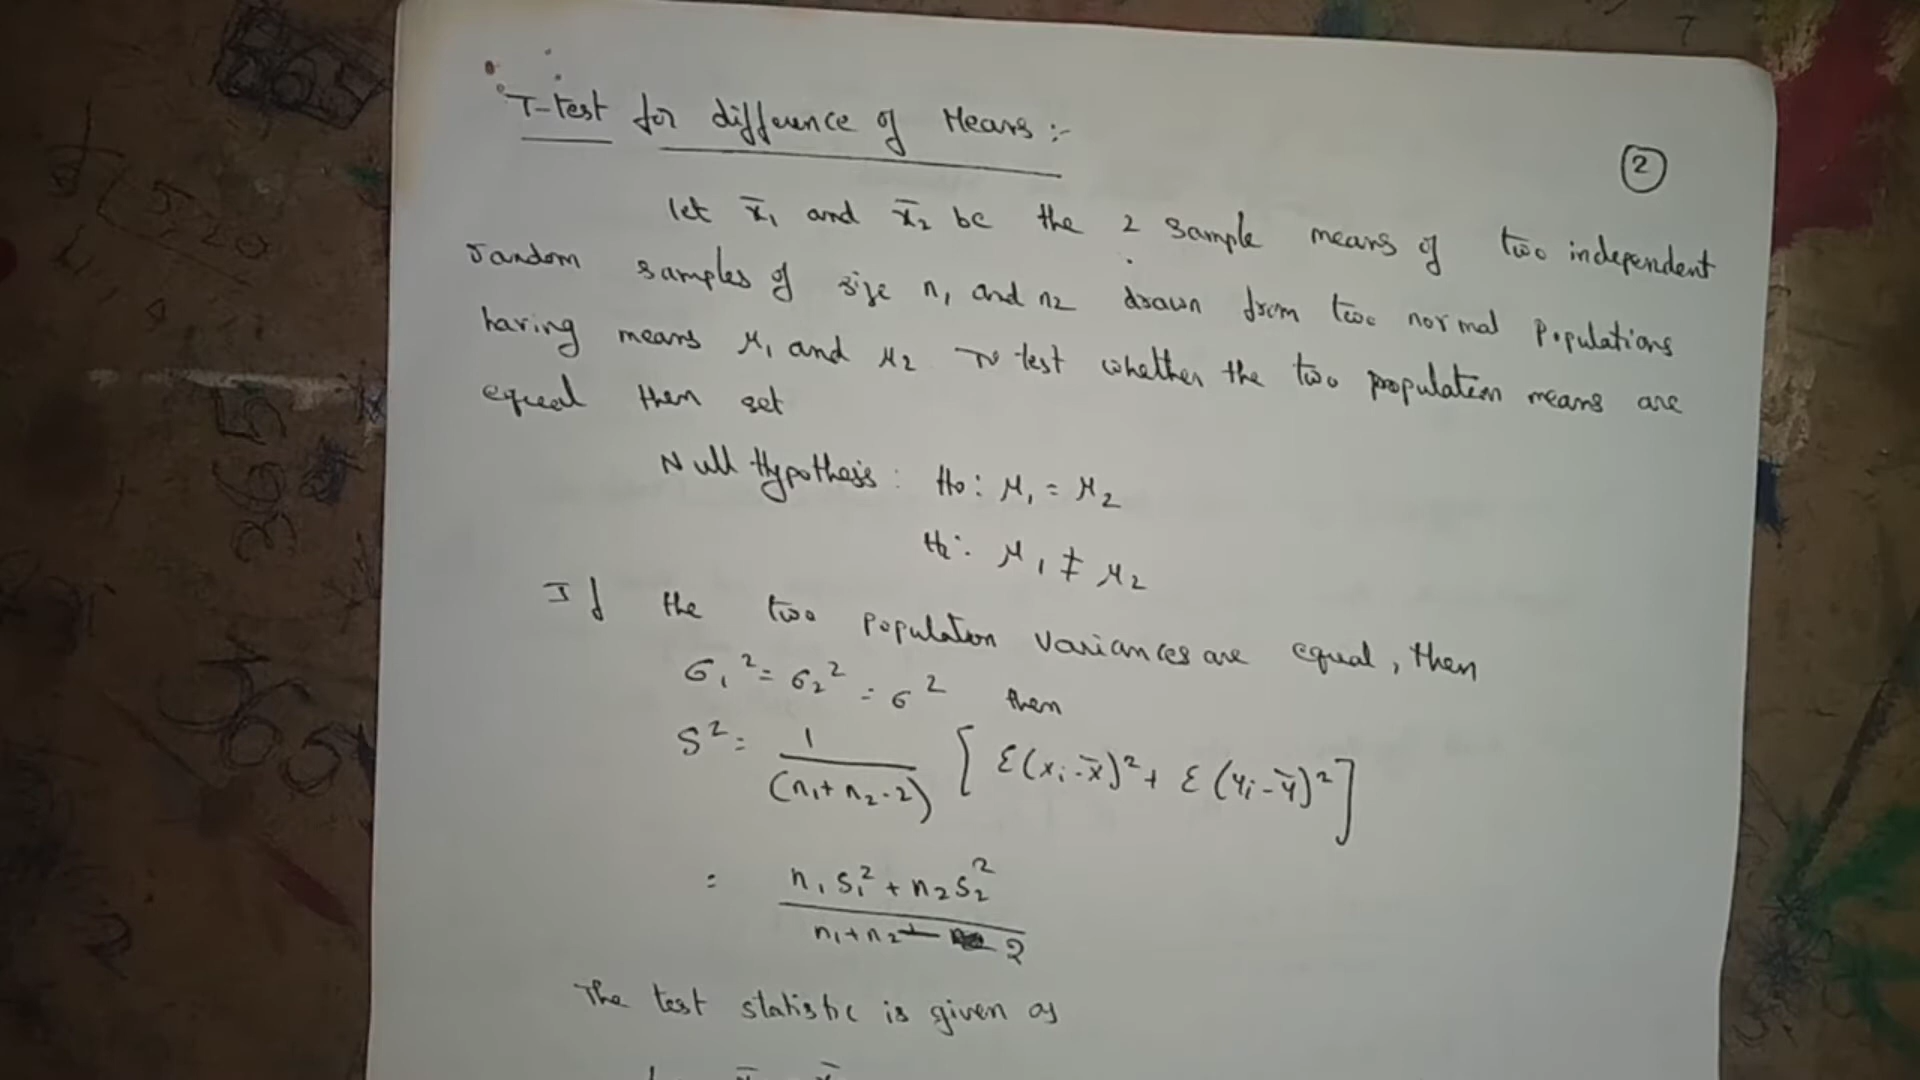 T-test for difference of Means :-
2
let x̄₁ and x̄₂ be the 2 sample means of two independent
random samples of size n₁ and n₂ drawn from two normal populations
having means μ₁ and μ₂ To test whether the two population means are
equal then set
Null Hypothesis : H₀ : μ₁ = μ₂
μ₁ ≠ μ₂
If the two population variances are equal, then
σ₁² = σ₂² = σ² then
S² = 1/(n₁+n₂-2) [Σ(xᵢ-x̄)² + Σ(yᵢ-ȳ)²]
= n₁s₁² + n₂s₂² / n₁+n₂-2
The test statistic is given as